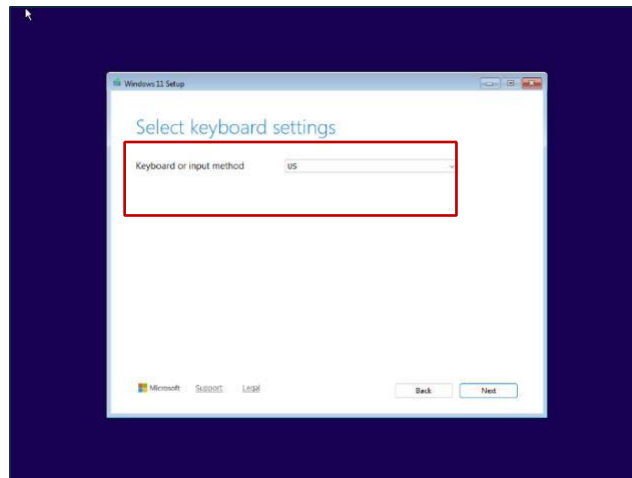 Windows 11 Setup
Select keyboard settings
Keyboard or input method US
Microsoft Support Legal Back Next